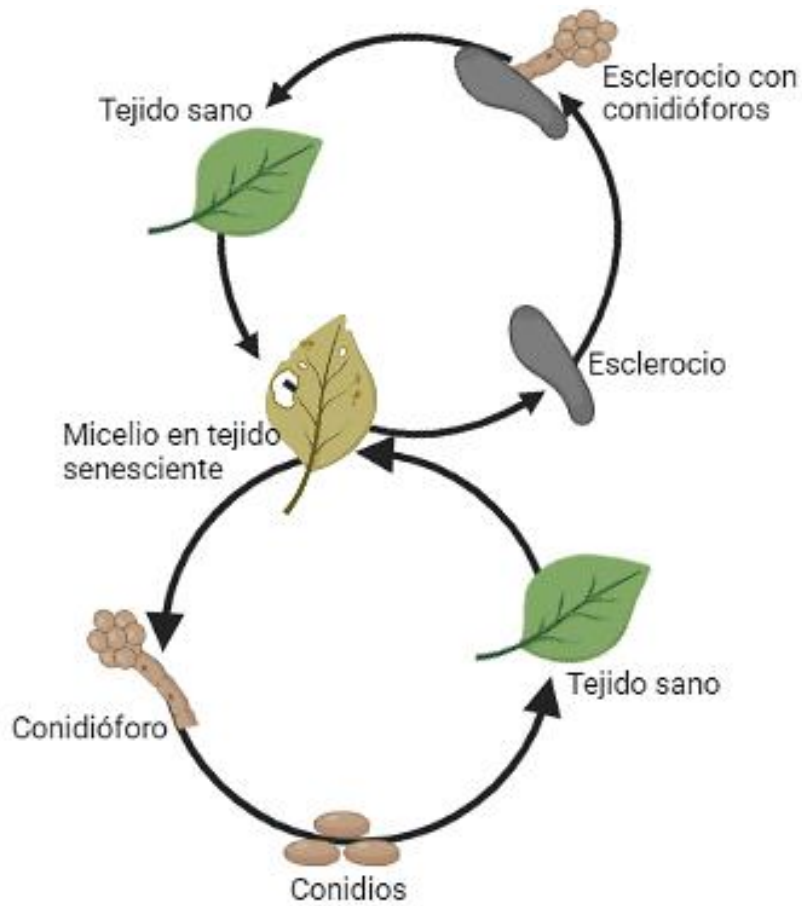 Esclerocio con
conidióforos
Tejido sano
Esclerocio
Micelio en tejido
senesciente
Tejido sano
Conidióforo
Conidios